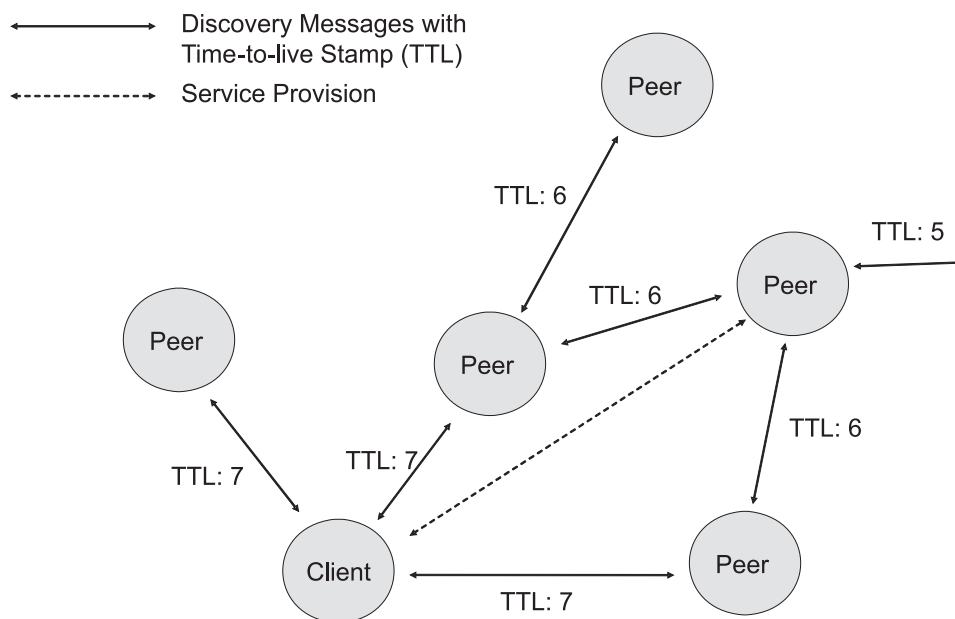 Discovery Messages with
Time-to-live Stamp (TTL)
Service Provision
Peer
TTL: 6
TTL: 5
Peer
TTL: 6
Peer
Peer
TTL: 6
TTL: 7
TTL: 7
Client
Peer
TTL: 7